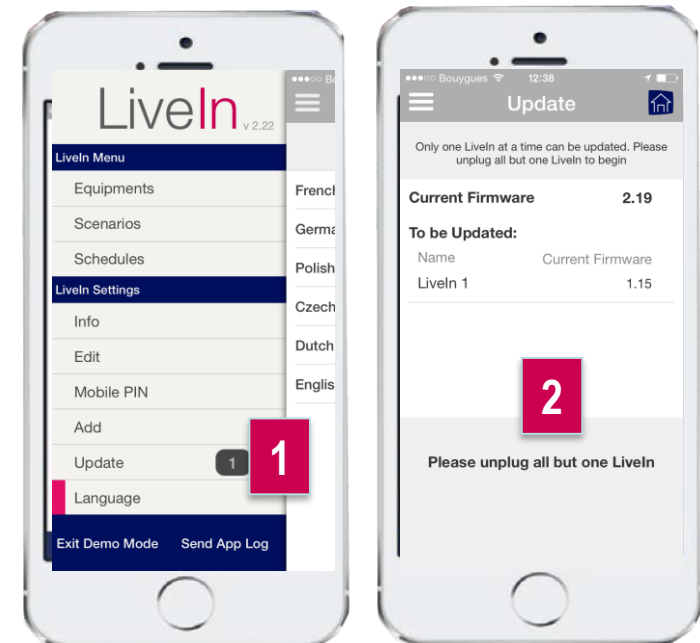 LiveIn v 2.22
LiveIn Menu
Equipments
Scenarios
Schedules
LiveIn Settings
Info
Edit
Mobile PIN
Add
Update 1
Language
Exit Demo Mode Send App Log
Frencl
Germa
Polish
Czech
Dutch
Englis
1
Bouygues 12:38
Update
Only one LiveIn at a time can be updated. Please
unplug all but one LiveIn to begin
Current Firmware 2.19
To be Updated:
Name Current Firmware
LiveIn 1 1.15
2
Please unplug all but one LiveIn